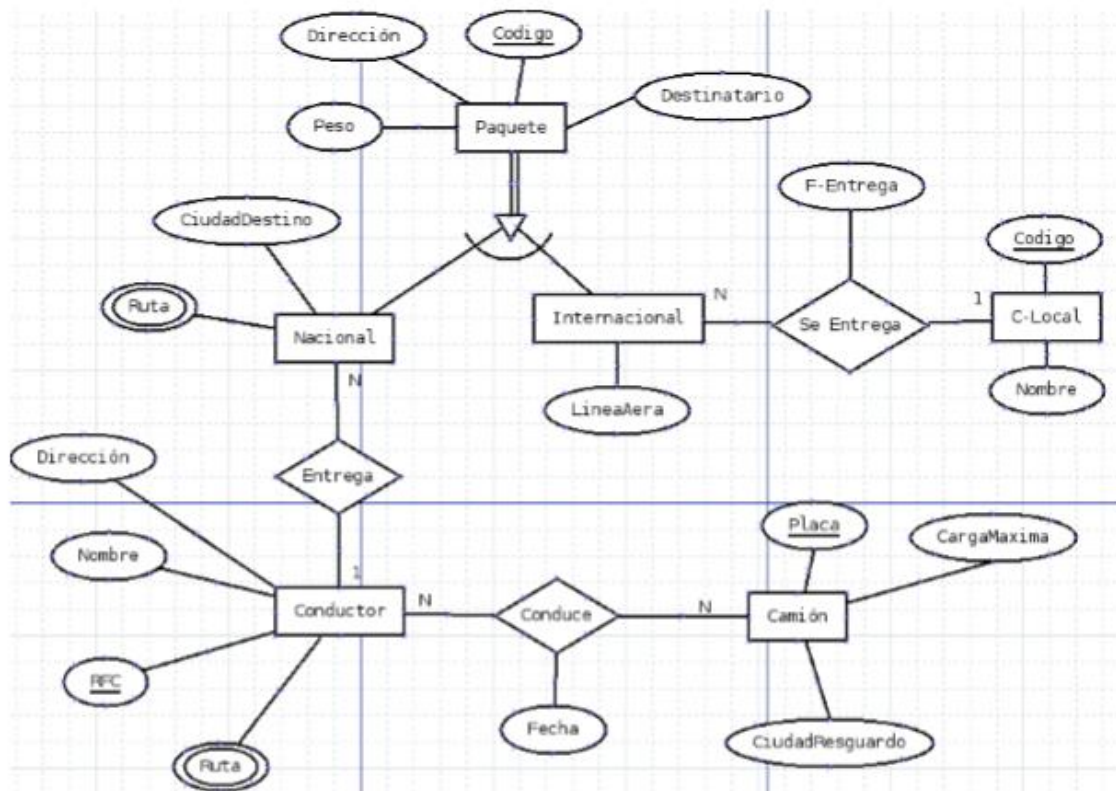 Dirección
Codigo
Destinatario
Peso
Paquete
F-Entrega
CiudadDestino
Codigo
Ruta
N
1
Nacional
Internacional
Se Entrega
C-Local
N
LineaAera
Nombre
Dirección
Entrega
Placa
CargaMaxima
Nombre
1
N
N
Conductor
Conduce
Camión
RFC
Fecha
CiudadResguardo
Ruta